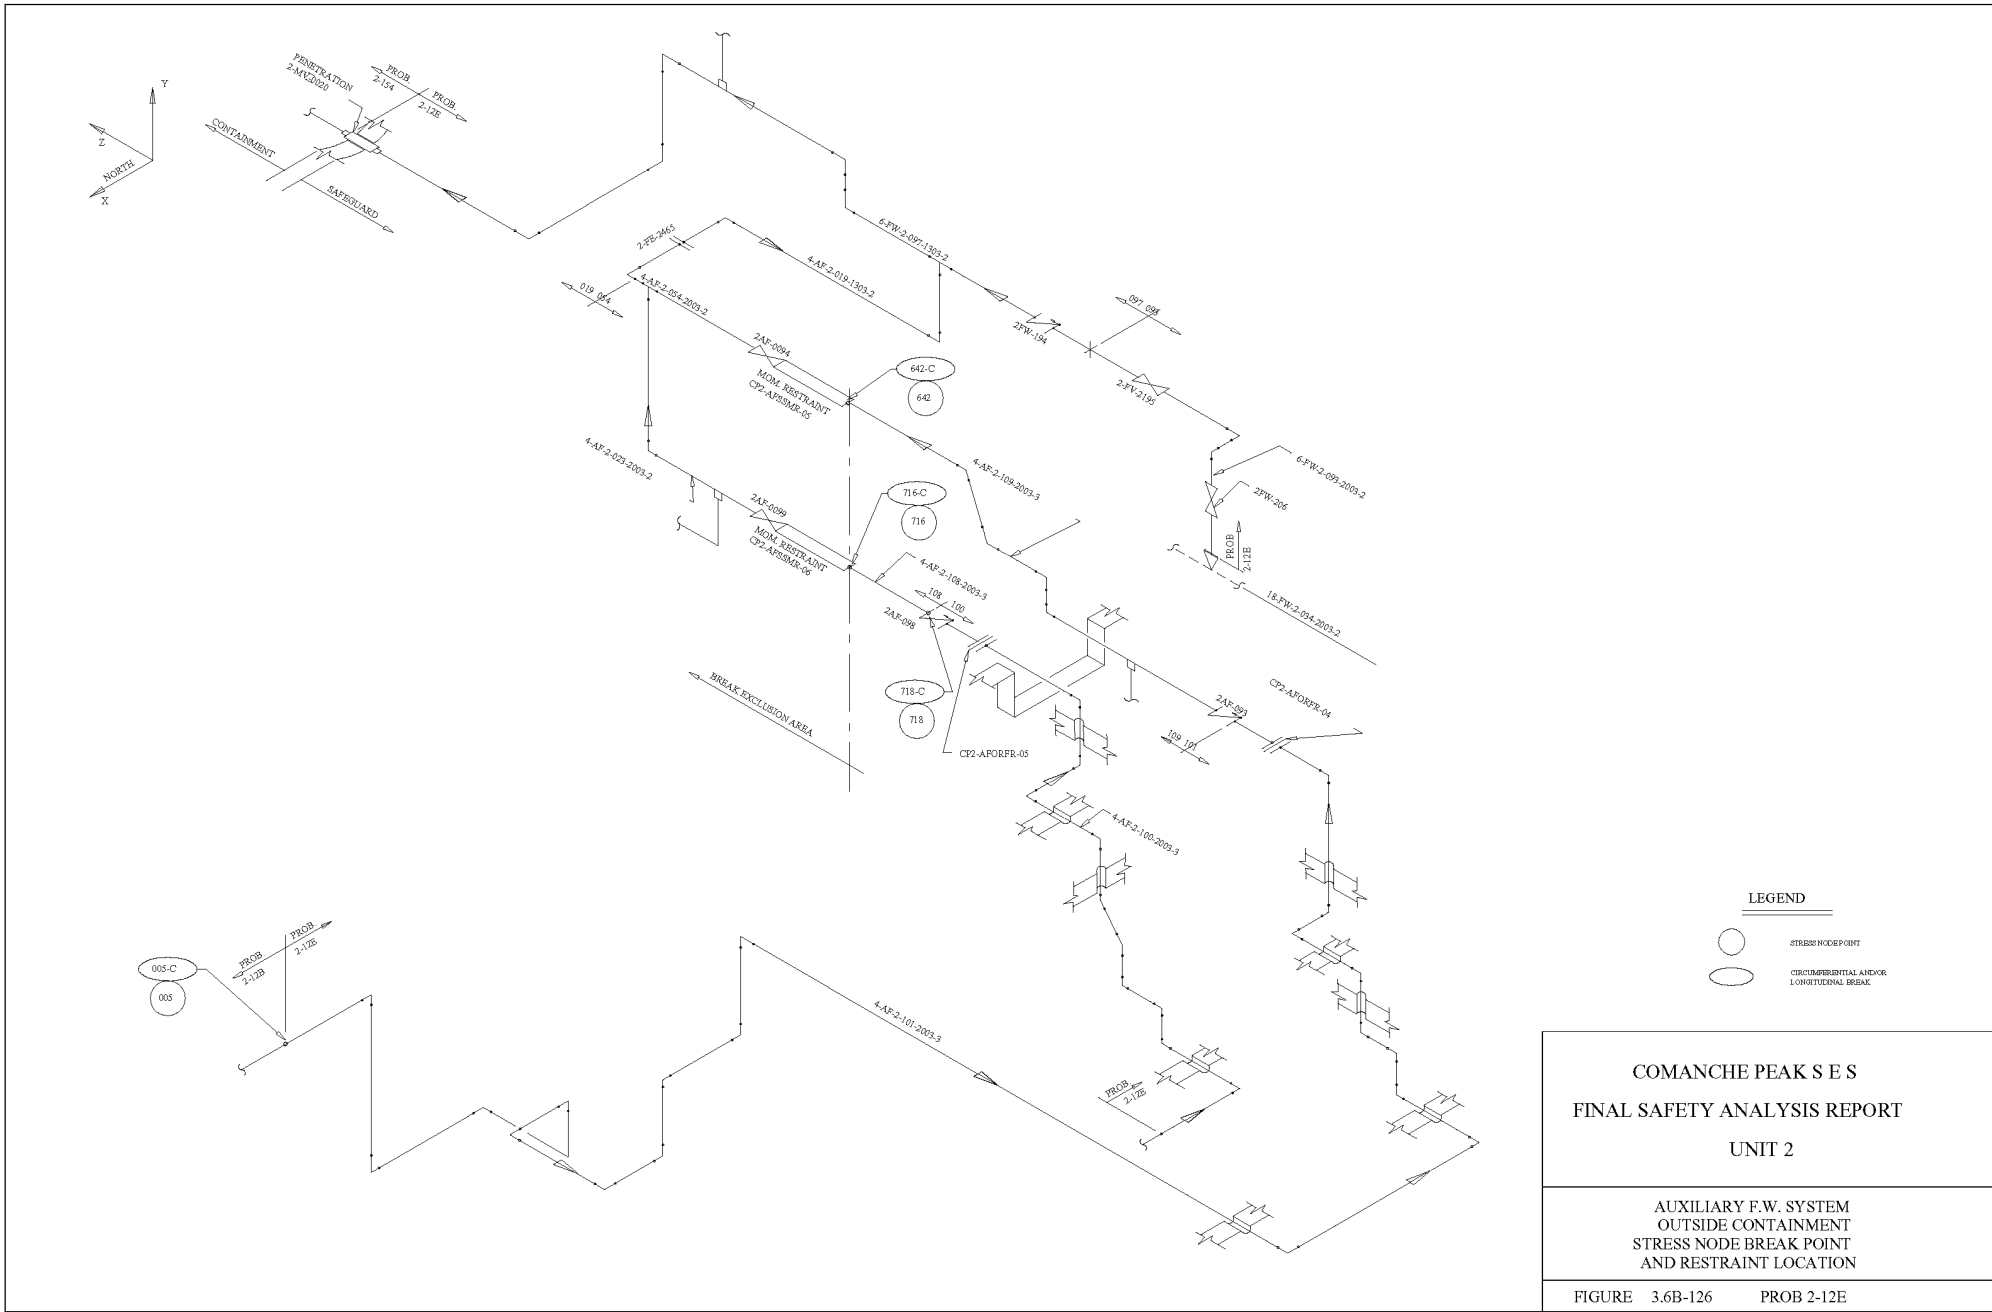 PENETRATION
2-MV-0020
PROB.
2-154
PROB.
2-12E
Y
Z
NORTH
X
CONTAINMENT
SAFEGUARD
2-FE-2465
4-AF-2-019-1303-2
6-FW-2-097-1303-2
019 054
4-AF-2-054-2003-2
2AF-0094
MOM. RESTRAINT
CP2-AFSSMR-05
642-C
642
2FW-194
097 098
2-FV-2195
4-AF-2-023-2003-2
2AF-0099
MOM. RESTRAINT
CP2-AFSSMR-06
716-C
716
4-AF-2-109-2003-3
6-FW-2-093-2003-2
2FW-206
PROB
2-12E
18-FW-2-034-2003-2
4-AF-2-108-2003-3
108 100
2AF-098
718-C
718
BREAK EXCLUSION AREA
CP2-AFORFR-05
2AF-093
CP2-AFORFR-04
109 101
4-AF-2-100-2003-3
005-C
005
PROB.
2-12B
PROB.
2-12E
4-AF-2-101-2003-3
PROB
2-12E
LEGEND
STRESS NODE POINT
CIRCUMFERENTIAL AND/OR
LONGITUDINAL BREAK
COMANCHE PEAK S E S
FINAL SAFETY ANALYSIS REPORT
UNIT 2
AUXILIARY F.W. SYSTEM
OUTSIDE CONTAINMENT
STRESS NODE BREAK POINT
AND RESTRAINT LOCATION
FIGURE 3.6B-126 PROB 2-12E